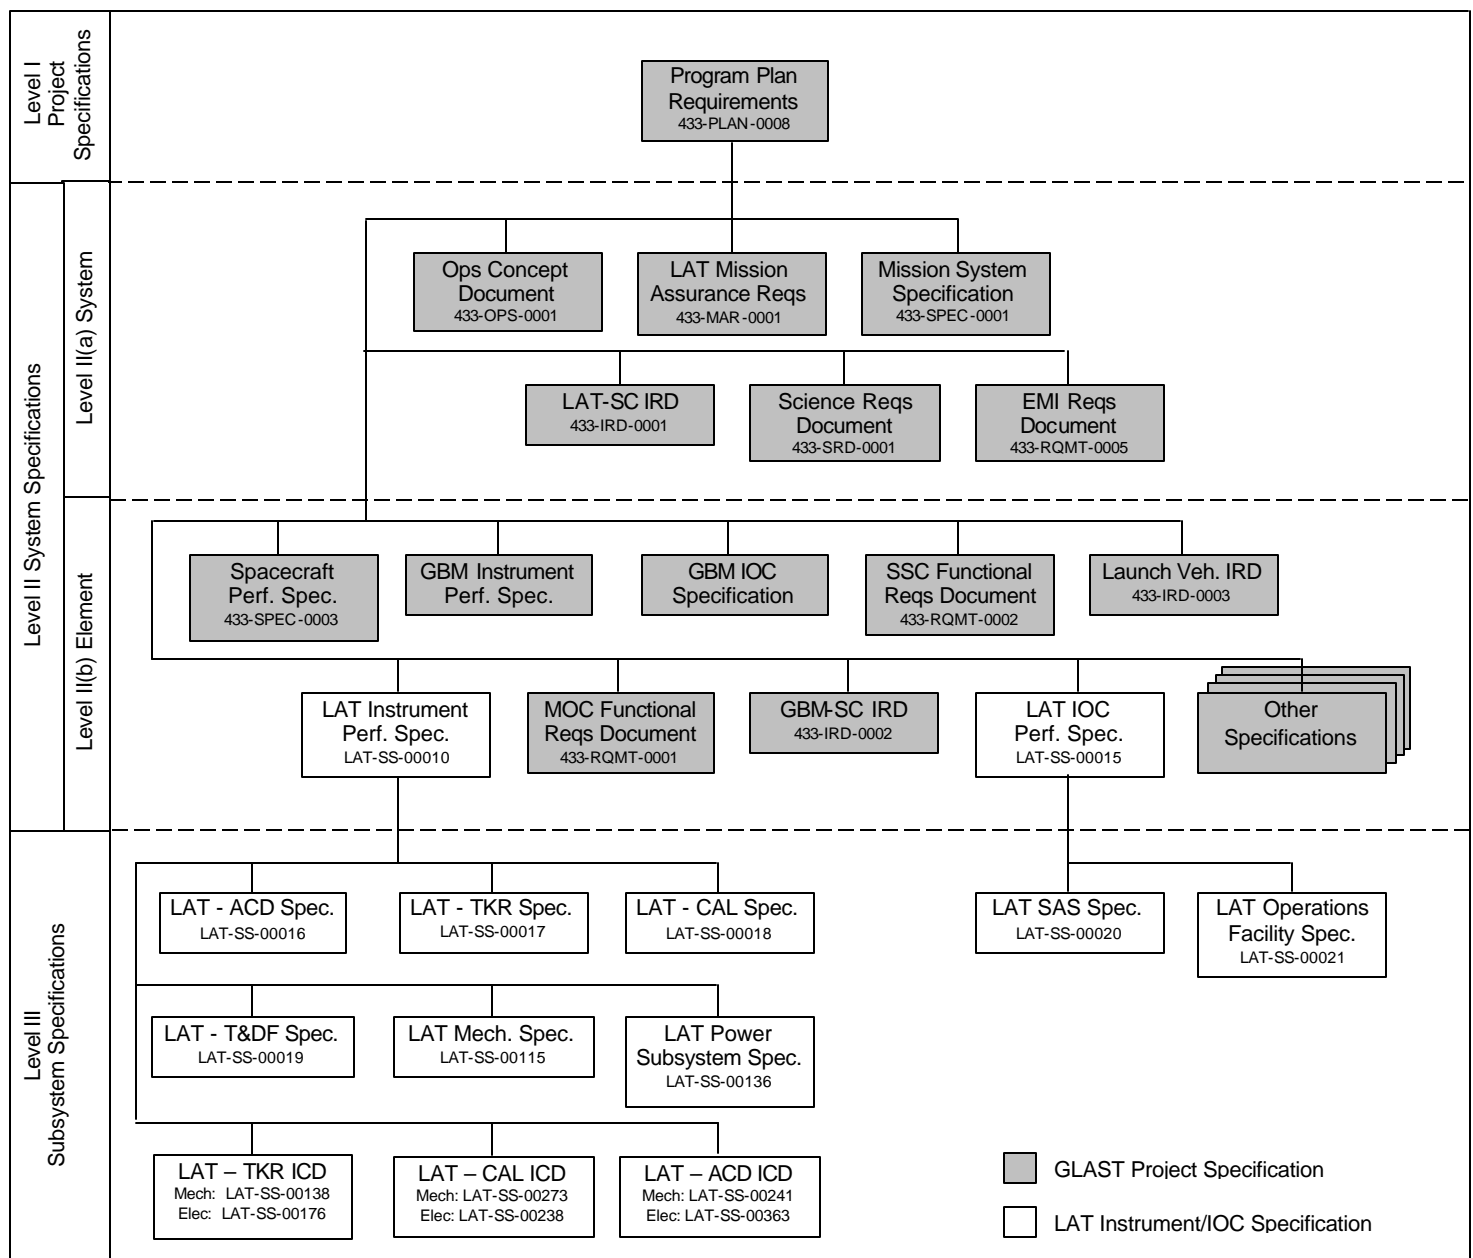 Level I
Project
Specifications
Program Plan
Requirements
433-PLAN-0008
Level II System Specifications
Level II(a) System
Ops Concept
Document
433-OPS-0001
LAT Mission
Assurance Reqs
433-MAR-0001
Mission System
Specification
433-SPEC-0001
LAT-SC IRD
433-IRD-0001
Science Reqs
Document
433-SRD-0001
EMI Reqs
Document
433-RQMT-0005
Level II(b) Element
Spacecraft
Perf. Spec.
433-SPEC-0003
GBM Instrument
Perf. Spec.
GBM IOC
Specification
SSC Functional
Reqs Document
433-RQMT-0002
Launch Veh. IRD
433-IRD-0003
LAT Instrument
Perf. Spec.
LAT-SS-00010
MOC Functional
Reqs Document
433-RQMT-0001
GBM-SC IRD
433-IRD-0002
LAT IOC
Perf. Spec.
LAT-SS-00015
Other
Specifications
Level III
Subsystem Specifications
LAT - ACD Spec.
LAT-SS-00016
LAT - TKR Spec.
LAT-SS-00017
LAT - CAL Spec.
LAT-SS-00018
LAT SAS Spec.
LAT-SS-00020
LAT Operations
Facility Spec.
LAT-SS-00021
LAT - T&DF Spec.
LAT-SS-00019
LAT Mech. Spec.
LAT-SS-00115
LAT Power
Subsystem Spec.
LAT-SS-00136
LAT – TKR ICD
Mech: LAT-SS-00138
Elec: LAT-SS-00176
LAT – CAL ICD
Mech: LAT-SS-00273
Elec: LAT-SS-00238
LAT – ACD ICD
Mech: LAT-SS-00241
Elec: LAT-SS-00363
GLAST Project Specification
LAT Instrument/IOC Specification